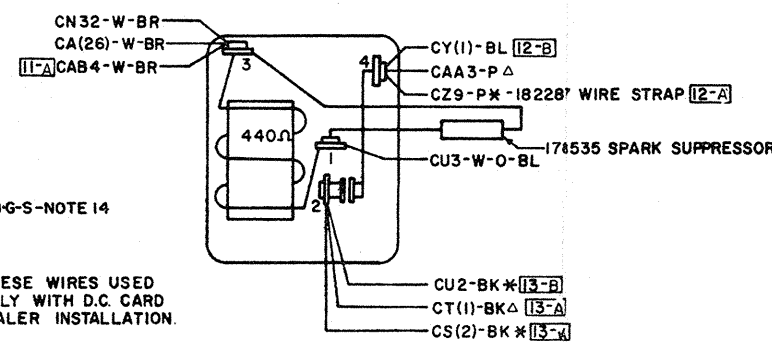 CN32-W-BR
CA(26)-W-BR
11-A CAB4-W-BR
3
4
CY(1)-BL 12-B
CAA3-P △
CZ9-P* -182287 WIRE STRAP 12-A
440Ω
1
178535 SPARK SUPPRESSOR
CU3-W-O-BL
2
G-S-NOTE 14
ESE WIRES USED
LY WITH D.C. CARD
ALER INSTALLATION.
CU2-BK * 13-B
CT(1)-BK △ 13-A
CS(2)-BK * 13-A